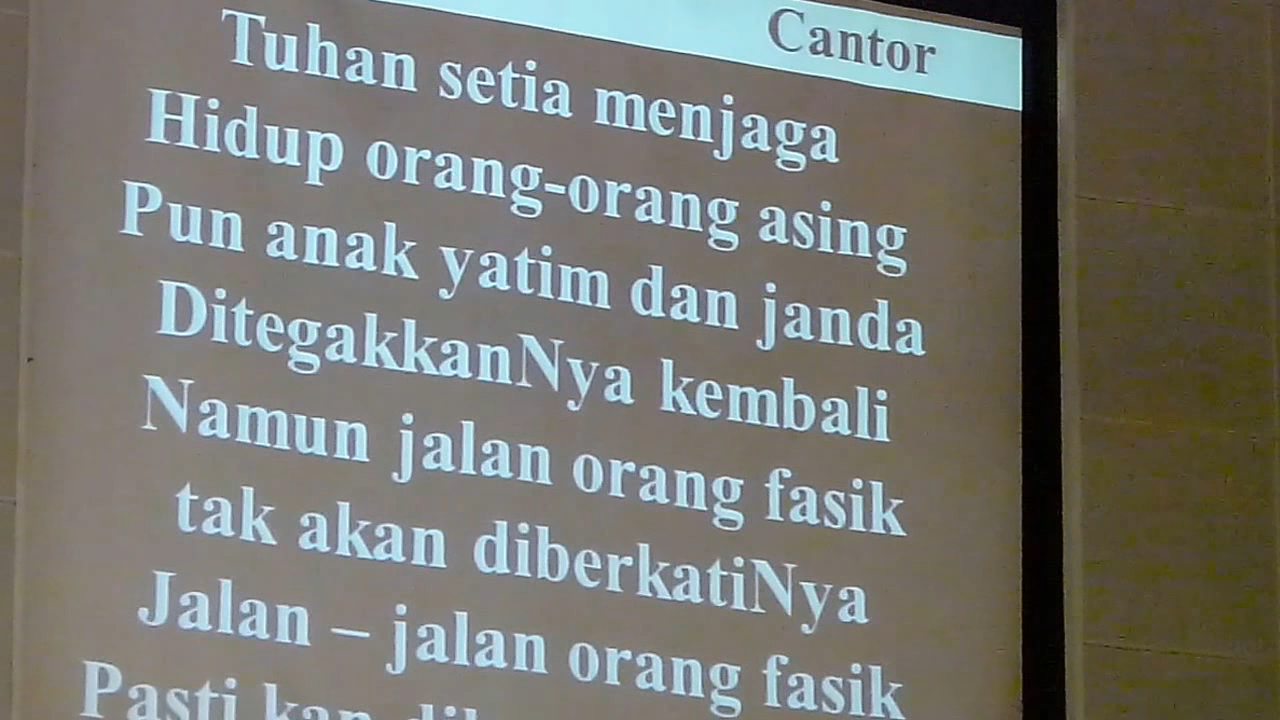 Cantor
Tuhan setia menjaga
Hidup orang-orang asing
Pun anak yatim dan janda
DitegakkanNya kembali
Namun jalan orang fasik
tak akan diberkatiNya
Jalan – jalan orang fasik
Pasti kan